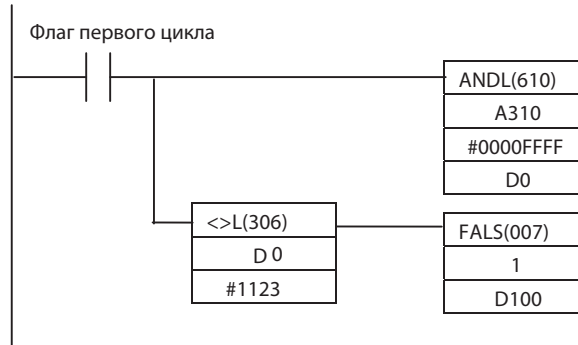 Флаг первого цикла
ANDL(610)
A310
#0000FFFF
D0
<>L(306)
D 0
#1123
FALS(007)
1
D100